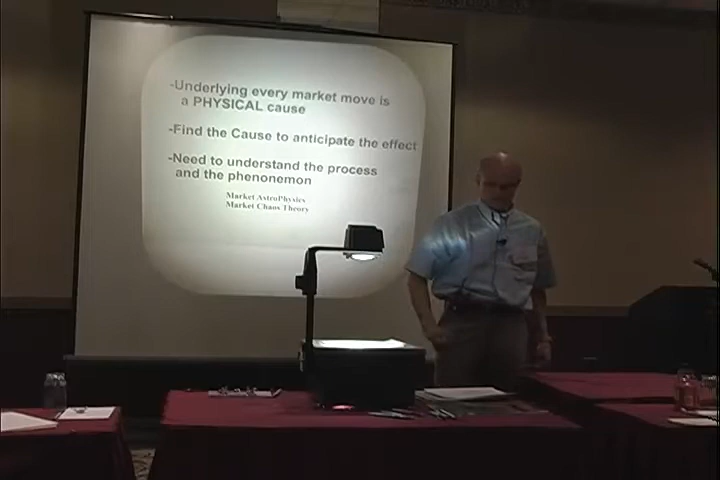 -Underlying every market move is
a PHYSICAL cause
-Find the Cause to anticipate the effect
-Need to understand the process
and the phenonemon
Market AstroPhysics
Market Chaos Theory